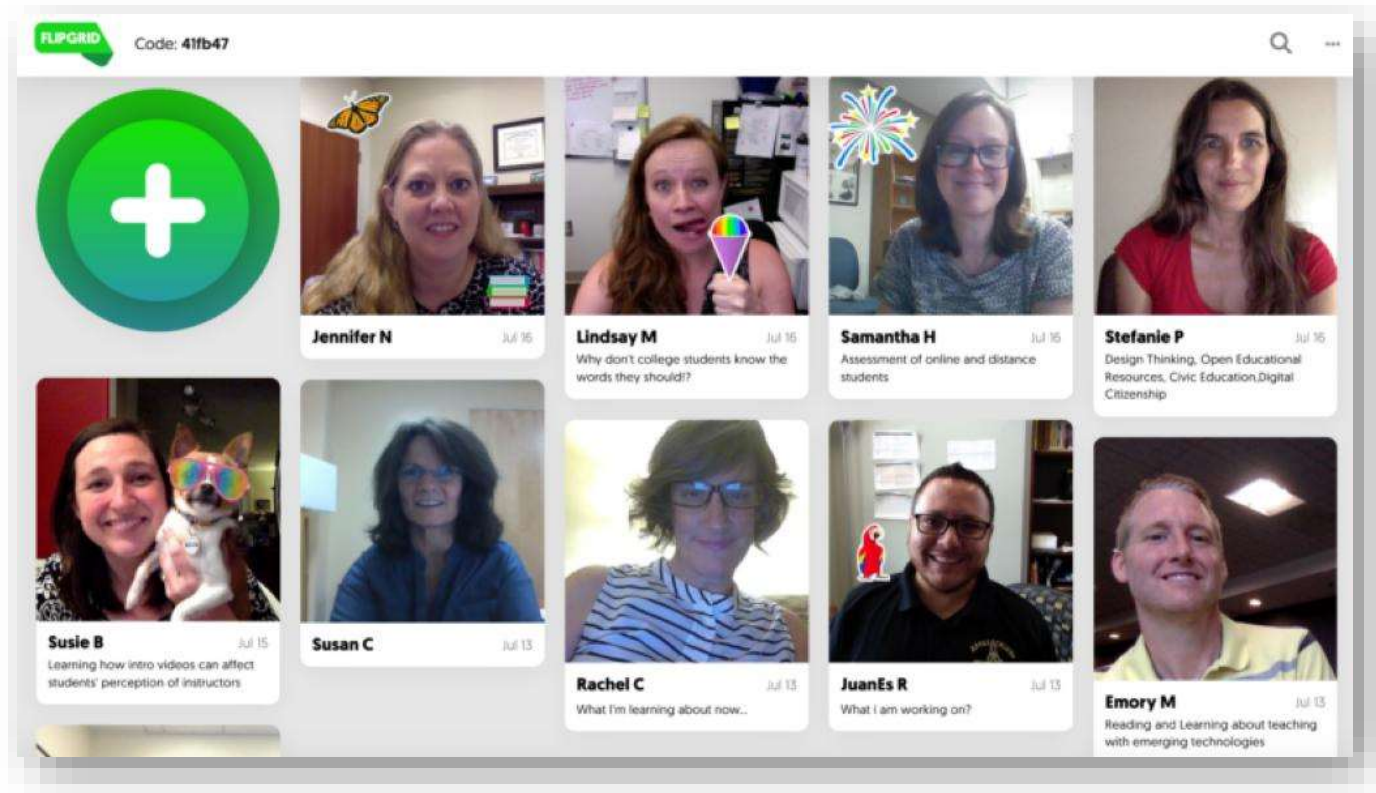 FLIPGRID
Code: 41fb47
Jennifer N Jul 16
Lindsay M Jul 16
Why don't college students know the
words they should!?
Samantha H Jul 16
Assessment of online and distance
students
Stefanie P Jul 16
Design Thinking, Open Educational
Resources, Civic Education,Digital
Citizenship
Susie B Jul 15
Learning how intro videos can affect
students' perception of instructors
Susan C Jul 13
Rachel C Jul 13
What I'm learning about now...
JuanEs R Jul 13
What i am working on?
Emory M Jul 13
Reading and Learning about teaching
with emerging technologies